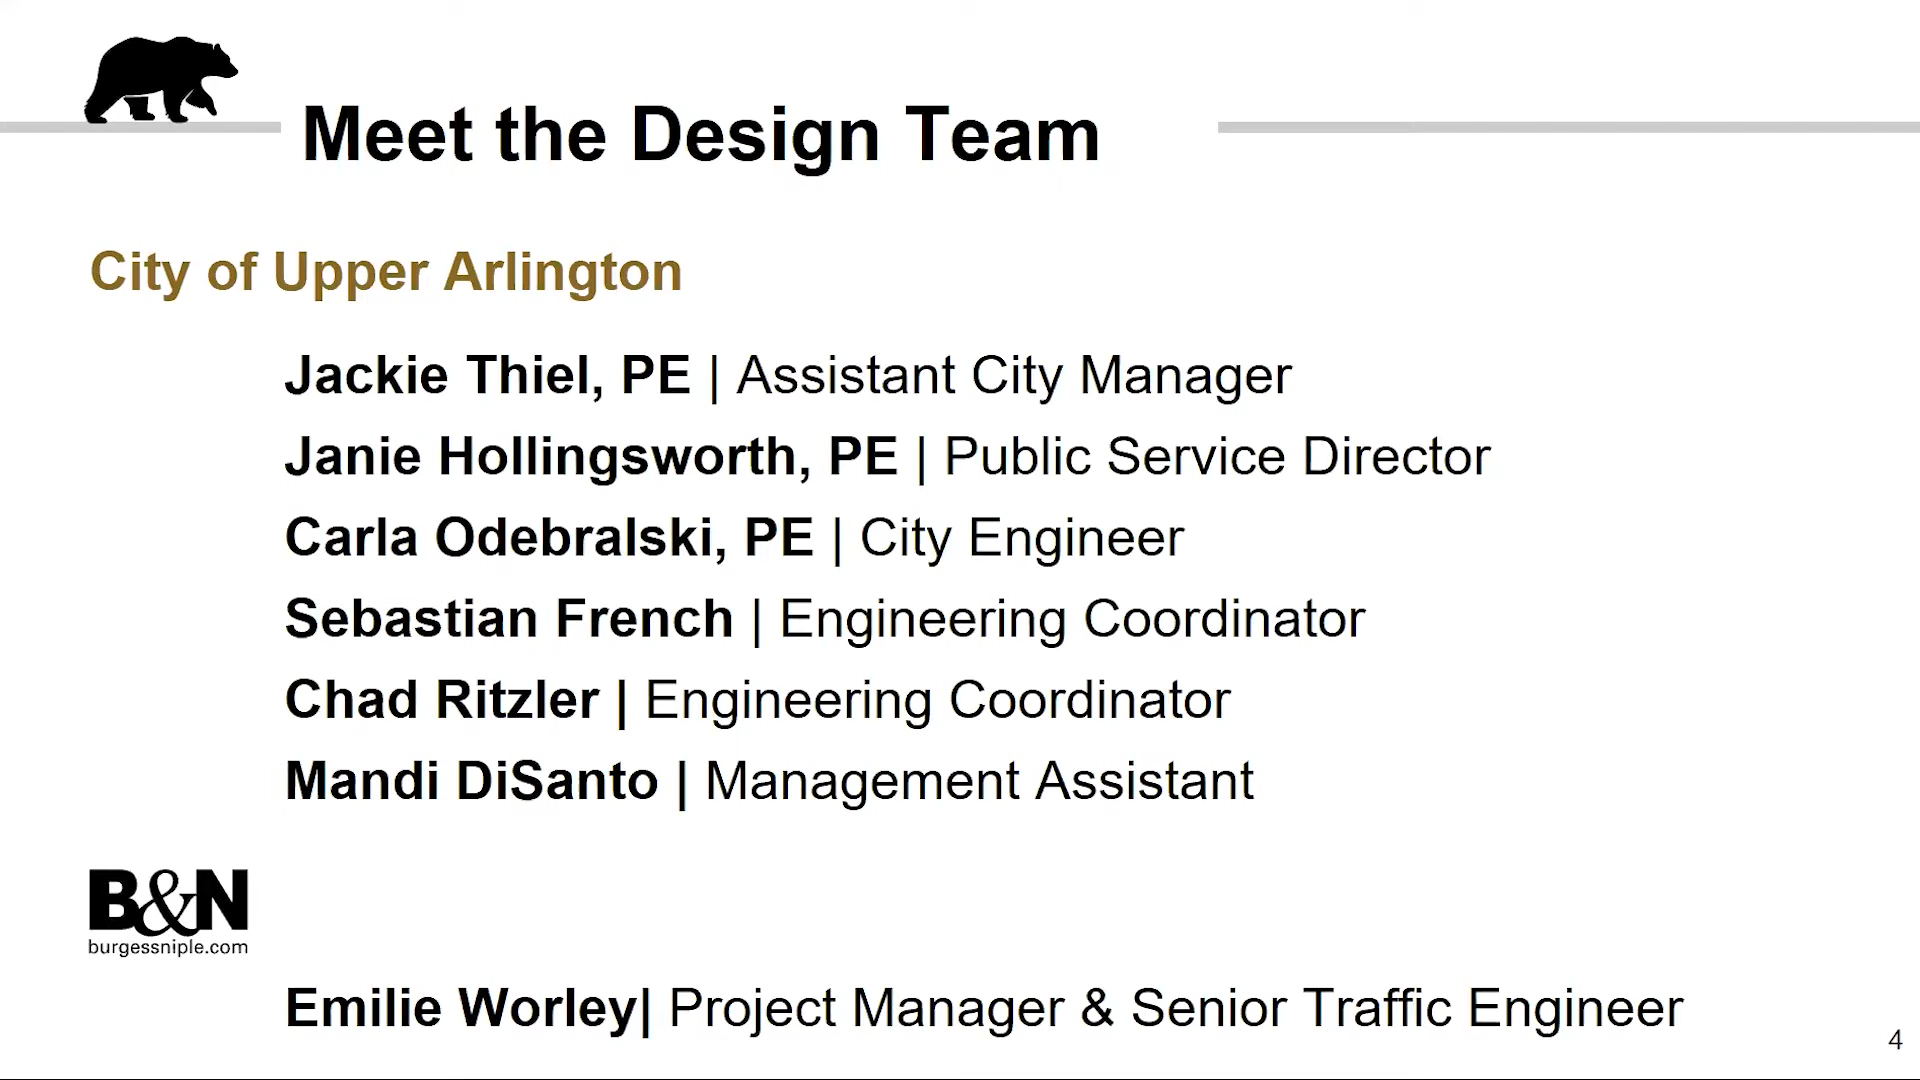 Meet the Design Team
City of Upper Arlington
Jackie Thiel, PE | Assistant City Manager
Janie Hollingsworth, PE | Public Service Director
Carla Odebralski, PE | City Engineer
Sebastian French | Engineering Coordinator
Chad Ritzler | Engineering Coordinator
Mandi DiSanto | Management Assistant
B&N
burgessniple.com
Emilie Worley| Project Manager & Senior Traffic Engineer
4